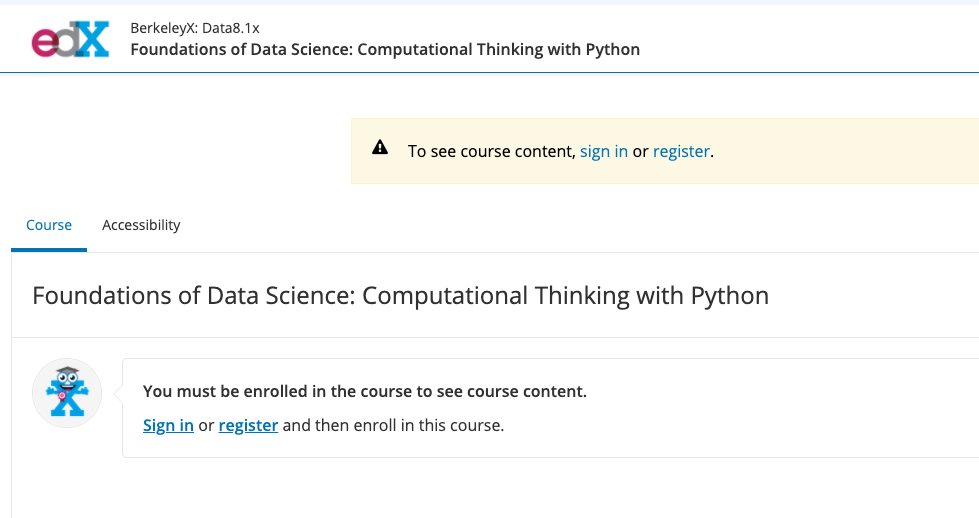 edX
BerkeleyX: Data8.1x
Foundations of Data Science: Computational Thinking with Python
To see course content, sign in or register.
Course
Accessibility
Foundations of Data Science: Computational Thinking with Python
You must be enrolled in the course to see course content.
Sign in or register and then enroll in this course.